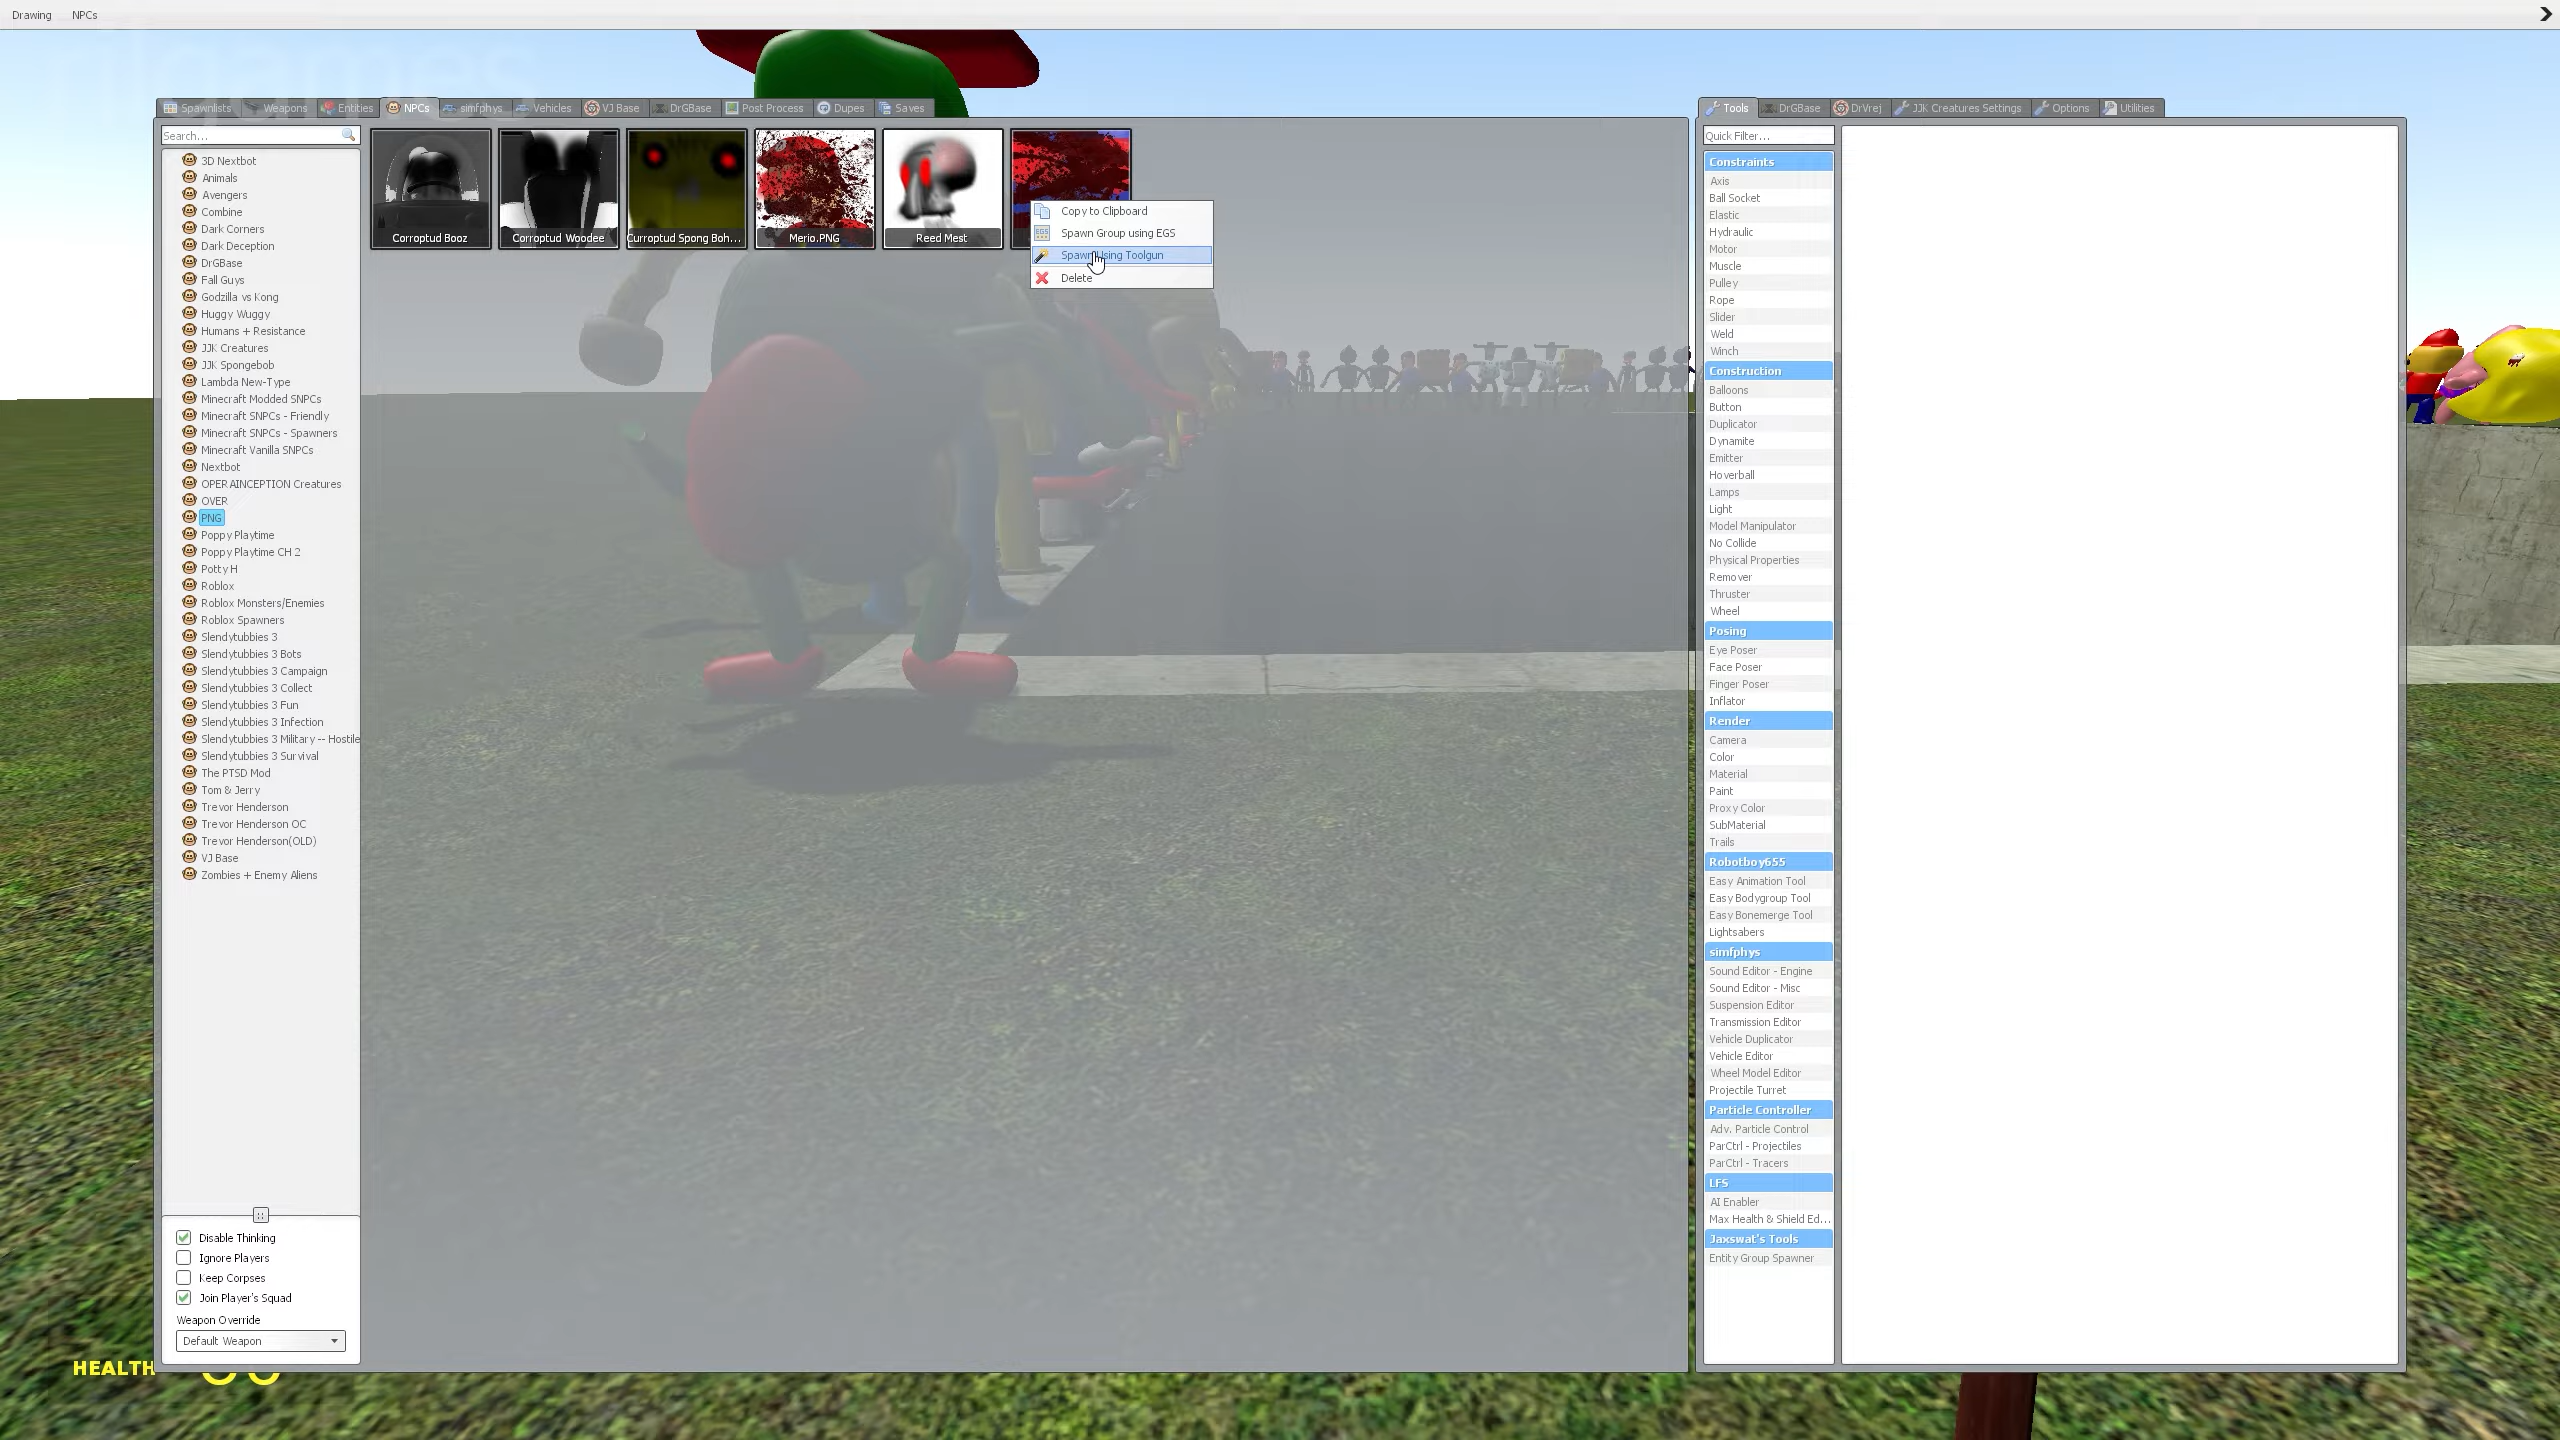 Drawing NPCs
Spawnlists Weapons Entities NPCs simfphys Vehicles VJ Base DrGBase Post Process Dupes Saves
Search...
3D Nextbot
Animals
Avengers
Combine
Dark Corners
Dark Deception
DrGBase
Fall Guys
Godzilla vs Kong
Huggy Wuggy
Humans + Resistance
JJK Creatures
JJK Spongebob
Lambda New-Type
Minecraft Modded SNPCs
Minecraft SNPCs - Friendly
Minecraft SNPCs - Spawners
Minecraft Vanilla SNPCs
Nextbot
OPERAINCEPTION Creatures
OVER
PNG
Poppy Playtime
Poppy Playtime CH 2
Potty H
Roblox
Roblox Monsters/Enemies
Roblox Spawners
Slendytubbies 3
Slendytubbies 3 Bots
Slendytubbies 3 Campaign
Slendytubbies 3 Collect
Slendytubbies 3 Fun
Slendytubbies 3 Infection
Slendytubbies 3 Military -- Hostile
Slendytubbies 3 Survival
The PTSD Mod
Tom & Jerry
Trevor Henderson
Trevor Henderson OC
Trevor Henderson(OLD)
VJ Base
Zombies + Enemy Aliens
Disable Thinking
Ignore Players
Keep Corpses
Join Player's Squad
Weapon Override
Default Weapon
HEALTH
Corroptud Booz
Corroptud Woodee
Curroptud Spong Boh...
Merio.PNG
Reed Mest
Copy to Clipboard
Spawn Group using EGS
Spawn Using Toolgun
Delete
Tools DrGBase DrVrej JJK Creatures Settings Options Utilities
Quick Filter...
Constraints
Axis
Ball Socket
Elastic
Hydraulic
Motor
Muscle
Pulley
Rope
Slider
Weld
Winch
Construction
Balloons
Button
Duplicator
Dynamite
Emitter
Hoverball
Lamps
Light
Model Manipulator
No Collide
Physical Properties
Remover
Thruster
Wheel
Posing
Eye Poser
Face Poser
Finger Poser
Inflator
Render
Camera
Color
Material
Paint
Proxy Color
SubMaterial
Trails
Robotboy655
Easy Animation Tool
Easy Bodygroup Tool
Easy Bonemerge Tool
Lightsabers
simfphys
Sound Editor - Engine
Sound Editor - Misc
Suspension Editor
Transmission Editor
Vehicle Duplicator
Vehicle Editor
Wheel Model Editor
Projectile Turret
Particle Controller
Adv. Particle Control
ParCtrl - Projectiles
ParCtrl - Tracers
LFS
AI Enabler
Max Health & Shield Ed...
Jaxswat's Tools
Entity Group Spawner